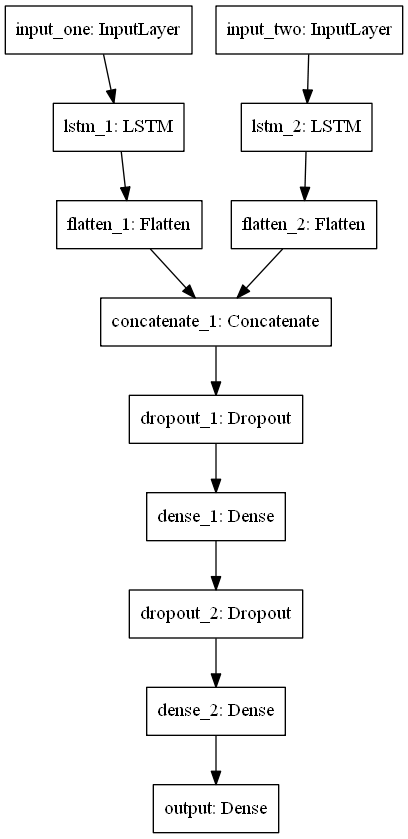 input_one: InputLayer
input_two: InputLayer
lstm_1: LSTM
lstm_2: LSTM
flatten_1: Flatten
flatten_2: Flatten
concatenate_1: Concatenate
dropout_1: Dropout
dense_1: Dense
dropout_2: Dropout
dense_2: Dense
output: Dense